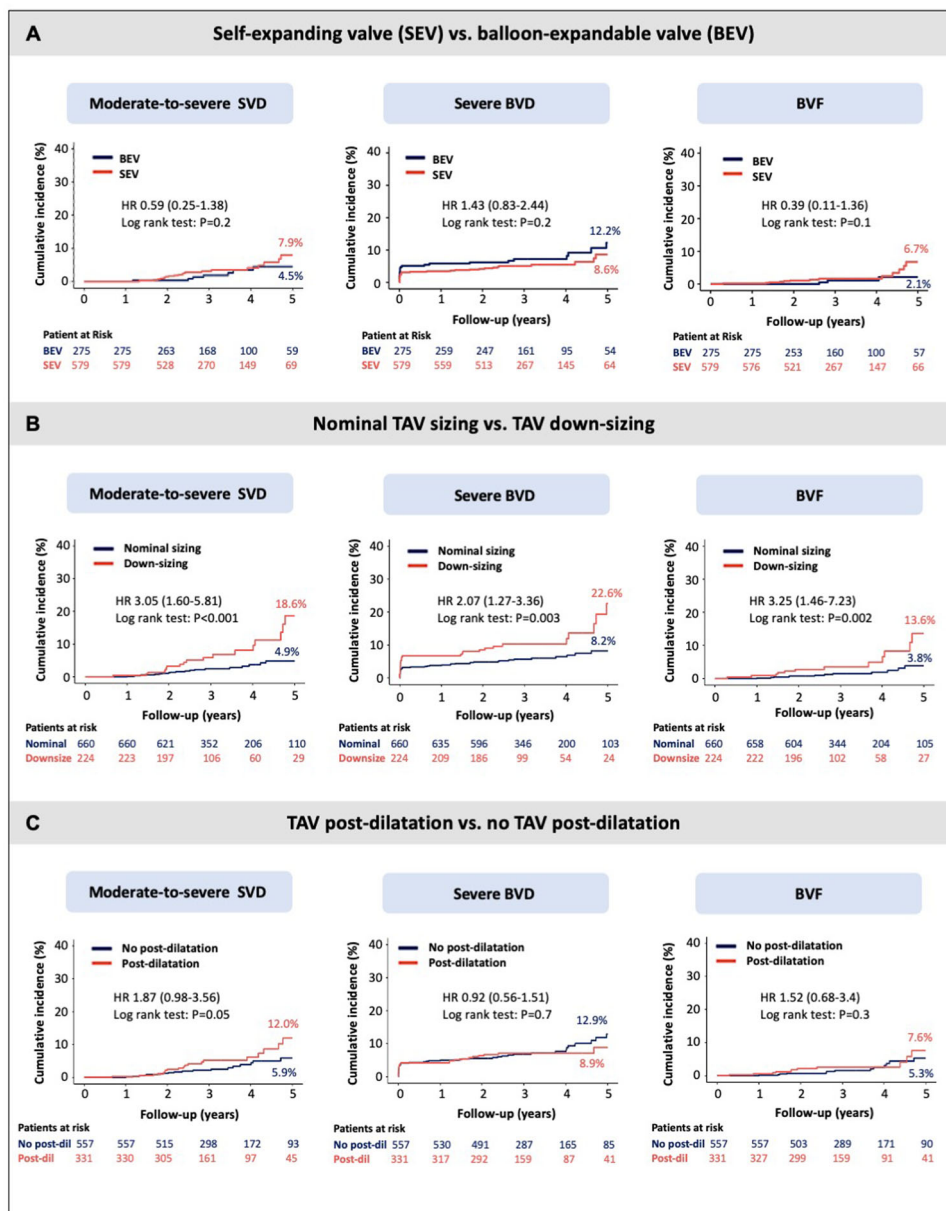 A Self-expanding valve (SEV) vs. balloon-expandable valve (BEV)
Moderate-to-severe SVD
Cumulative incidence (%)
40
30
20
10
0
BEV
SEV
HR 0.59 (0.25-1.38)
Log rank test: P=0.2
7.9%
4.5%
0 1 2 3 4 5
Patient at Risk
BEV 275 275 263 168 100 59
SEV 579 579 528 270 149 69
Severe BVD
Cumulative incidence (%)
40
30
20
10
0
BEV
SEV
HR 1.43 (0.83-2.44)
Log rank test: P=0.2
12.2%
8.6%
0 1 2 3 4 5
Follow-up (years)
Patient at Risk
BEV 275 259 247 161 95 54
SEV 579 559 513 267 145 64
BVF
Cumulative incidence (%)
40
30
20
10
0
BEV
SEV
HR 0.39 (0.11-1.36)
Log rank test: P=0.1
6.7%
2.1%
0 1 2 3 4 5
Follow-up (years)
Patient at Risk
BEV 275 275 253 160 100 57
SEV 579 576 521 267 147 66
B Nominal TAV sizing vs. TAV down-sizing
Moderate-to-severe SVD
Cumulative incidence (%)
40
30
20
10
0
Nominal sizing
Down-sizing
HR 3.05 (1.60-5.81)
Log rank test: P<0.001
18.6%
4.9%
0 1 2 3 4 5
Follow-up (years)
Patients at risk
Nominal 660 660 621 352 206 110
Downsize 224 223 197 106 60 29
Severe BVD
Cumulative incidence (%)
40
30
20
10
0
Nominal sizing
Down-sizing
HR 2.07 (1.27-3.36)
Log rank test: P=0.003
22.6%
8.2%
0 1 2 3 4 5
Follow-up (years)
Patients at risk
Nominal 660 635 596 346 200 103
Downsize 224 209 186 99 54 24
BVF
Cumulative incidence (%)
40
30
20
10
0
Nominal sizing
Down-sizing
HR 3.25 (1.46-7.23)
Log rank test: P=0.002
13.6%
3.8%
0 1 2 3 4 5
Follow-up (years)
Patients at risk
Nominal 660 658 604 344 204 105
Downsize 224 222 196 102 58 27
C TAV post-dilatation vs. no TAV post-dilatation
Moderate-to-severe SVD
Cumulative incidence (%)
40
30
20
10
0
No post-dilatation
Post-dilatation
HR 1.87 (0.98-3.56)
Log rank test: P=0.05
12.0%
5.9%
0 1 2 3 4 5
Follow-up (years)
Patients at risk
No post-dil 557 557 515 298 172 93
Post-dil 331 330 305 161 97 45
Severe BVD
Cumulative incidence (%)
40
30
20
10
0
No post-dilatation
Post-dilatation
HR 0.92 (0.56-1.51)
Log rank test: P=0.7
12.9%
8.9%
0 1 2 3 4 5
Follow-up (years)
Patients at risk
No post-dil 557 530 491 287 165 85
Post-dil 331 317 292 159 87 41
BVF
Cumulative incidence (%)
40
30
20
10
0
No post-dilatation
Post-dilatation
HR 1.52 (0.68-3.4)
Log rank test: P=0.3
7.6%
5.3%
0 1 2 3 4 5
Follow-up (years)
Patients at risk
No post-dil 557 557 503 289 171 90
Post-dil 331 327 299 159 91 41